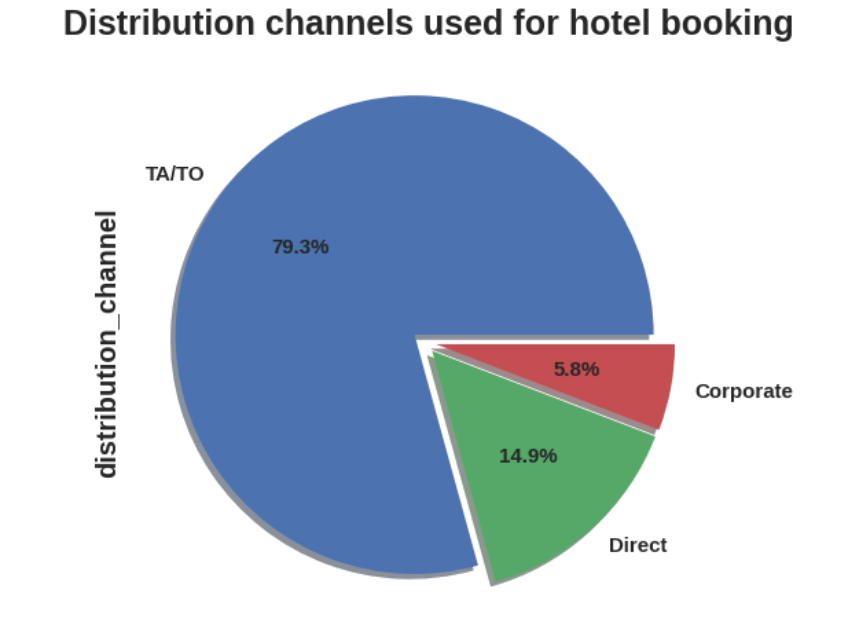 Distribution channels used for hotel booking
TA/TO
79.3%
distribution_channel
5.8%
Corporate
14.9%
Direct